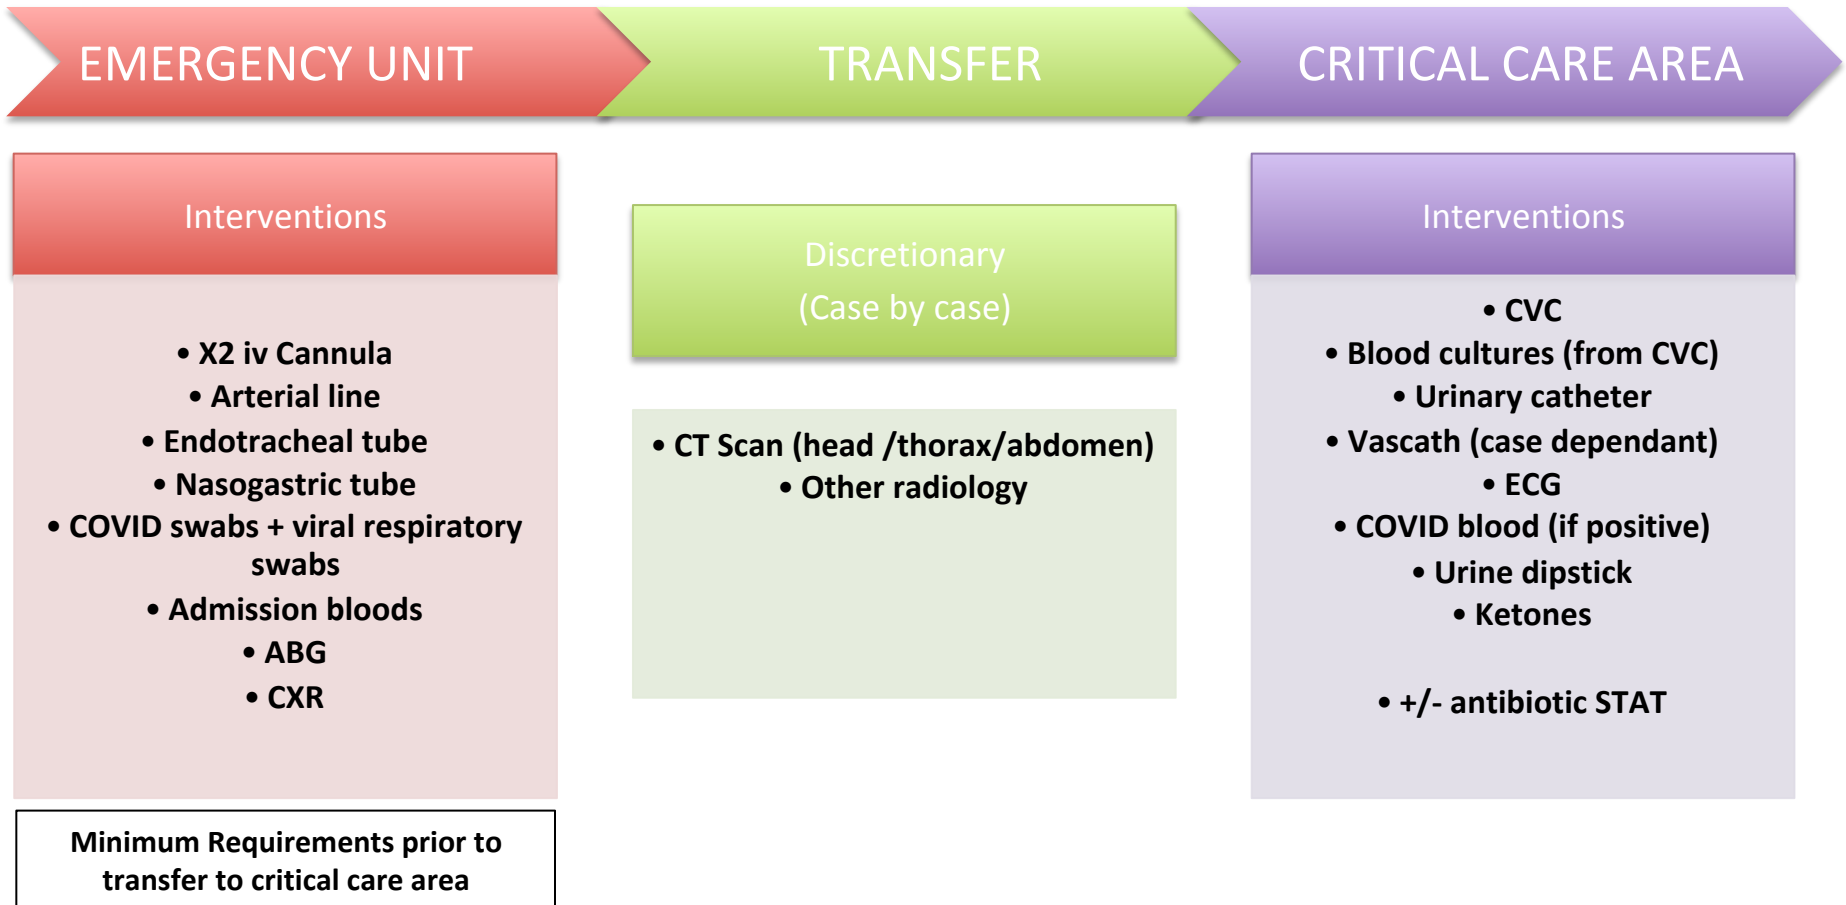 EMERGENCY UNIT
TRANSFER
CRITICAL CARE AREA
Interventions
• X2 iv Cannula
• Arterial line
• Endotracheal tube
• Nasogastric tube
• COVID swabs + viral respiratory
swabs
• Admission bloods
• ABG
• CXR
Minimum Requirements prior to
transfer to critical care area
Discretionary
(Case by case)
• CT Scan (head /thorax/abdomen)
• Other radiology
Interventions
• CVC
• Blood cultures (from CVC)
• Urinary catheter
• Vascath (case dependant)
• ECG
• COVID blood (if positive)
• Urine dipstick
• Ketones
• +/- antibiotic STAT